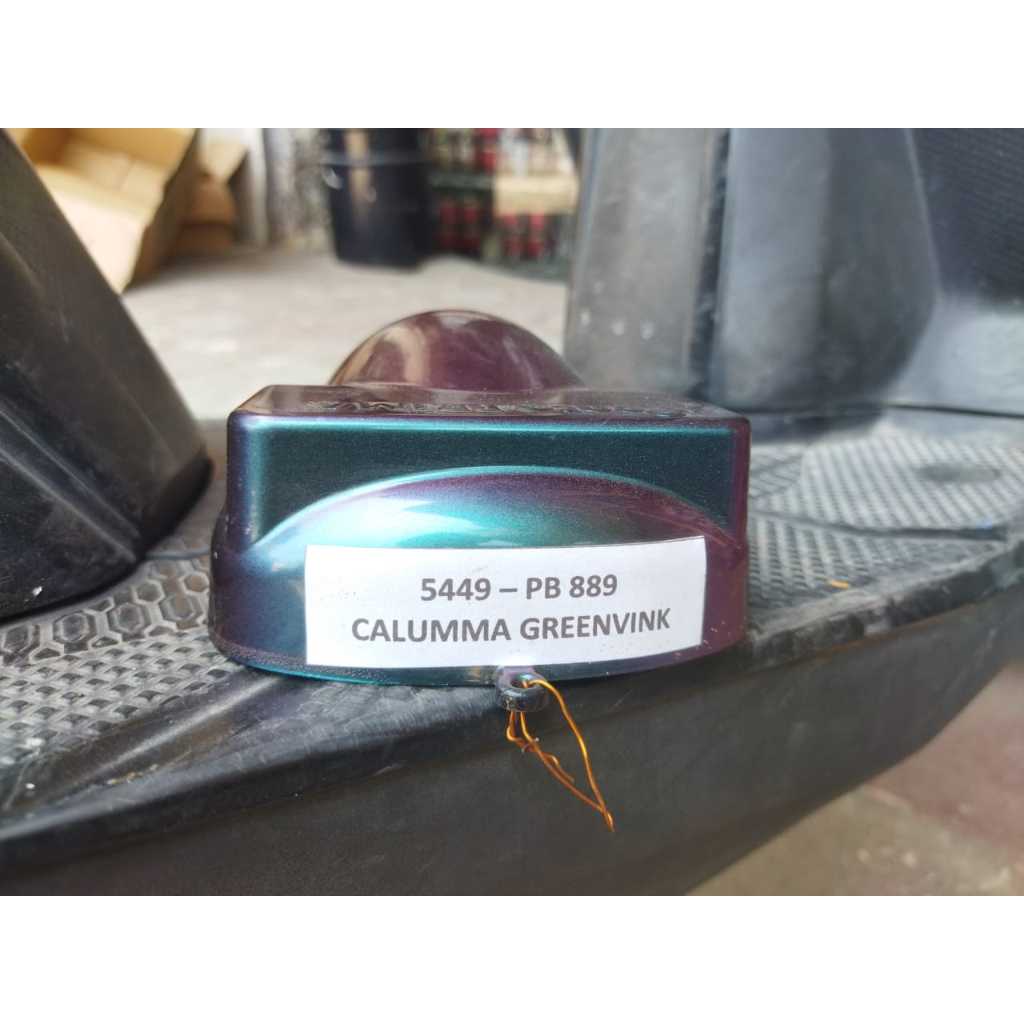 5449 – PB 889
CALUMMA GREENVINK